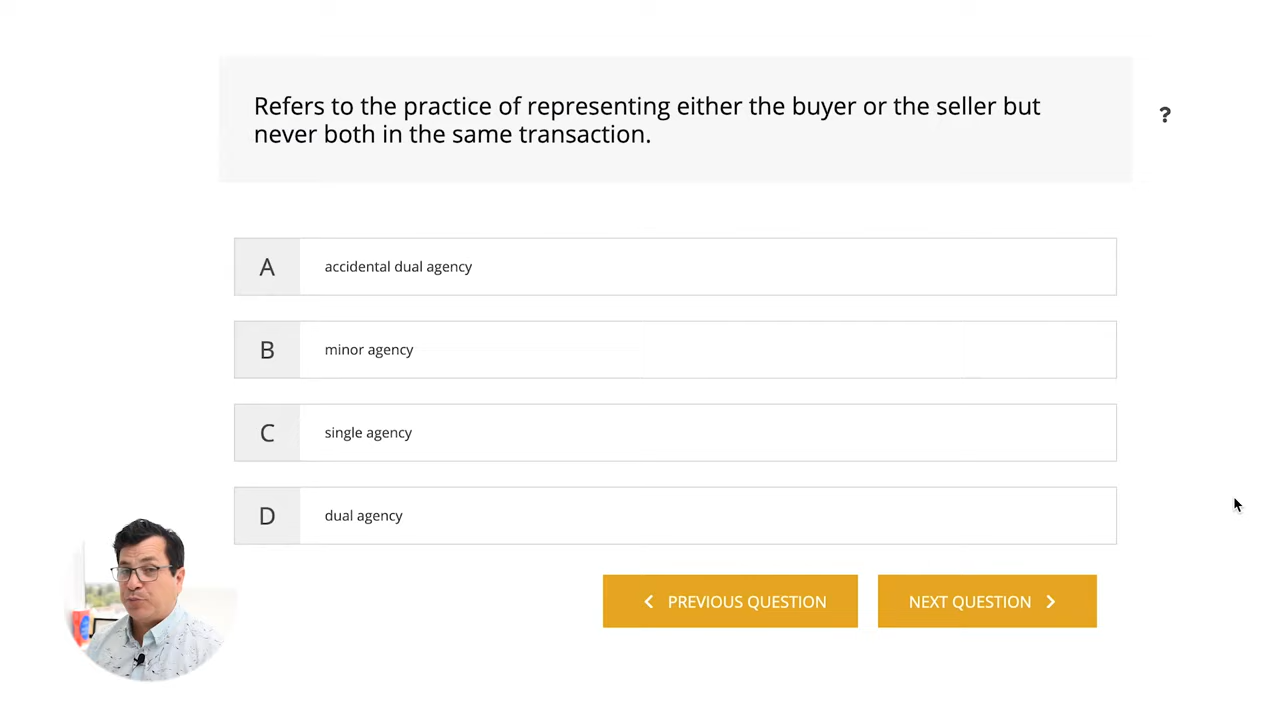 Refers to the practice of representing either the buyer or the seller but
never both in the same transaction.
?
A
accidental dual agency
B
minor agency
C
single agency
D
dual agency
PREVIOUS QUESTION
NEXT QUESTION